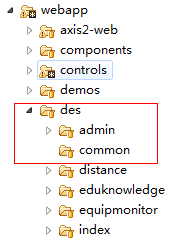 webapp
axis2-web
components
controls
demos
des
admin
common
distance
eduknowledge
equipmonitor
index